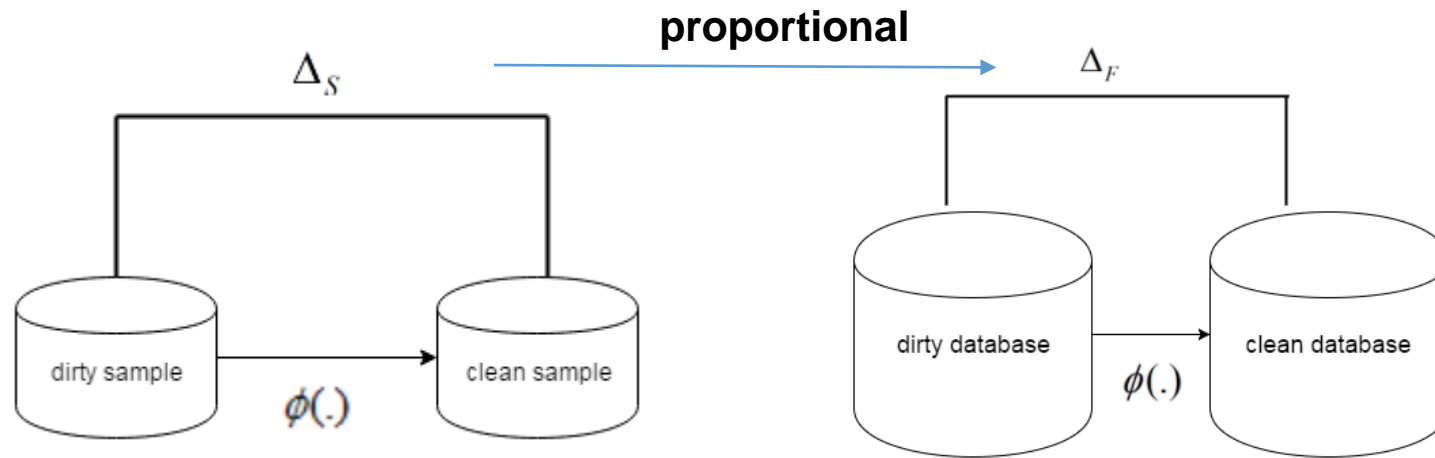 proportional
Δ_S
Δ_F
dirty sample
clean sample
ϕ(.)
dirty database
clean database
ϕ(.)